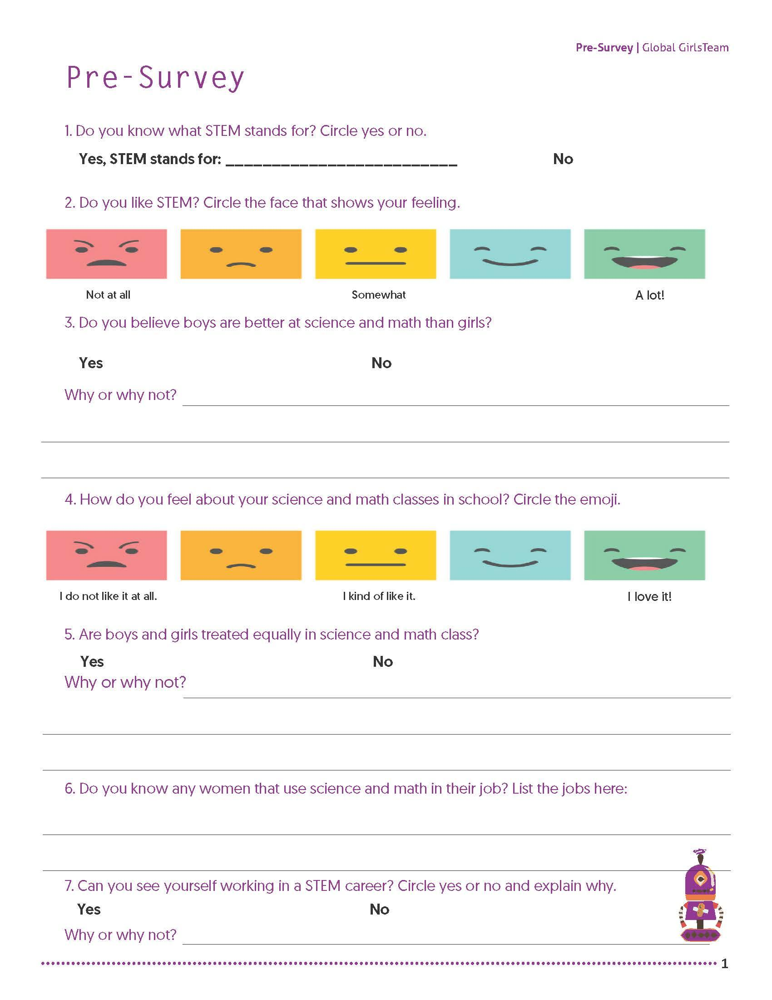 Pre-Survey | Global GirlsTeam
Pre-Survey
1. Do you know what STEM stands for? Circle yes or no.
Yes, STEM stands for: _________________________ No
2. Do you like STEM? Circle the face that shows your feeling.
Not at all Somewhat A lot!
3. Do you believe boys are better at science and math than girls?
Yes No
Why or why not?
4. How do you feel about your science and math classes in school? Circle the emoji.
I do not like it at all. I kind of like it. I love it!
5. Are boys and girls treated equally in science and math class?
Yes No
Why or why not?
6. Do you know any women that use science and math in their job? List the jobs here:
7. Can you see yourself working in a STEM career? Circle yes or no and explain why.
Yes No
Why or why not?
1